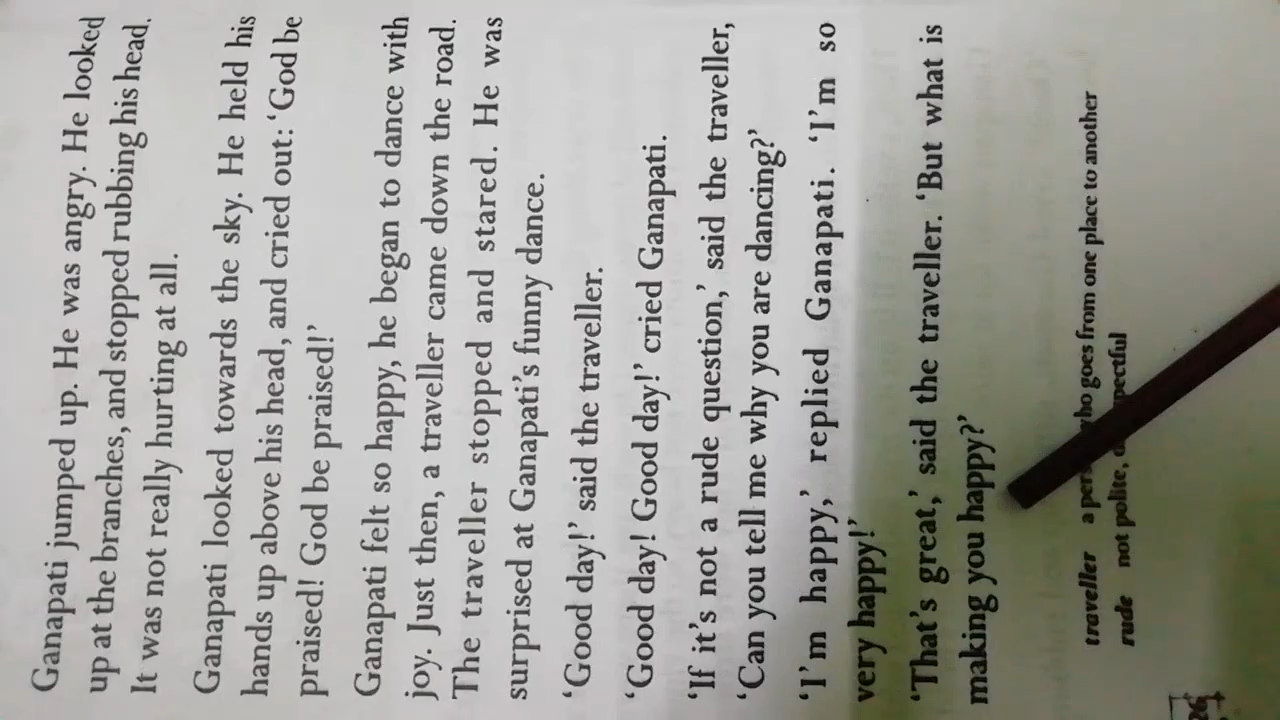 Ganapati jumped up. He was angry. He looked
up at the branches, and stopped rubbing his head.
It was not really hurting at all.
Ganapati looked towards the sky. He held his
hands up above his head, and cried out: ‘God be
praised! God be praised!’
Ganapati felt so happy, he began to dance with
joy. Just then, a traveller came down the road.
The traveller stopped and stared. He was
surprised at Ganapati’s funny dance.
‘Good day!’ said the traveller.
‘Good day! Good day!’ cried Ganapati.
‘If it’s not a rude question,’ said the traveller,
‘Can you tell me why you are dancing?’
‘I’m happy,’ replied Ganapati. ‘I’m so
very happy!’
‘That’s great,’ said the traveller. ‘But what is
making you happy?’
traveller a goes from one place to another
rude not polite,
26